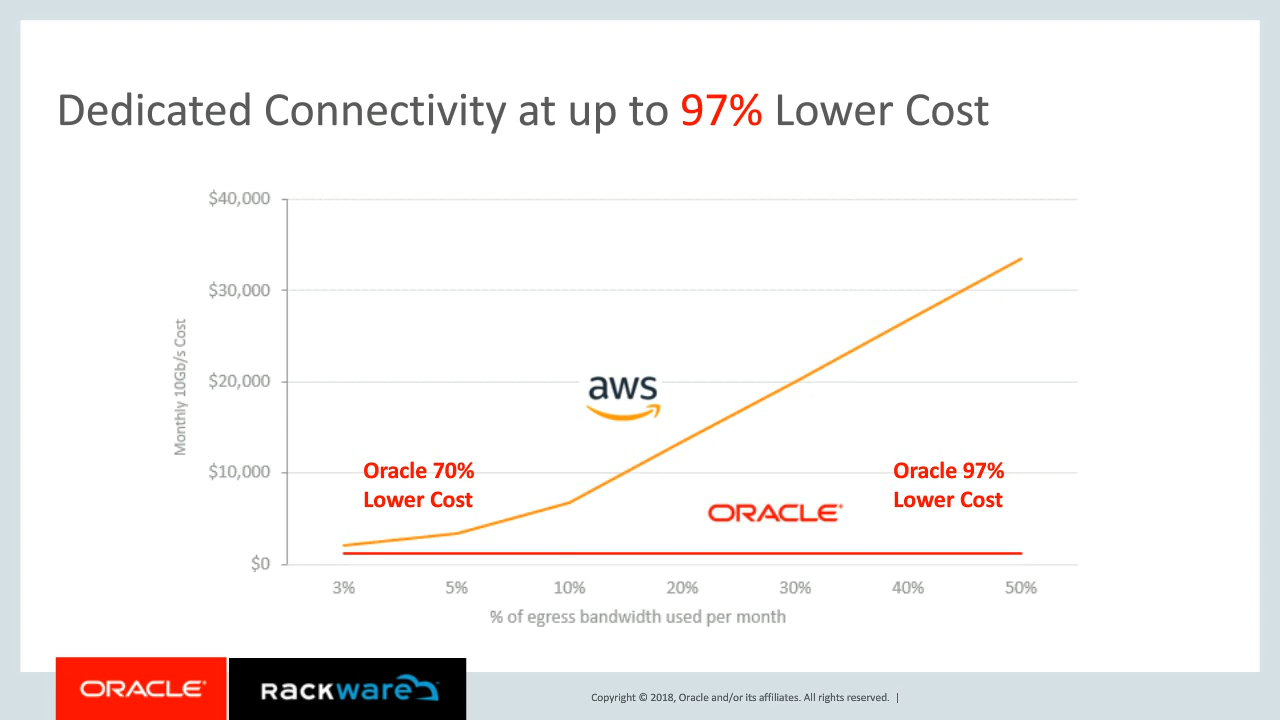 Dedicated Connectivity at up to 97% Lower Cost
$40,000
$30,000
$20,000
$10,000
$0
Monthly 10Gb/s Cost
aws
Oracle 70%
Lower Cost
ORACLE®
Oracle 97%
Lower Cost
3% 5% 10% 20% 30% 40% 50%
% of egress bandwidth used per month
ORACLE®
RACKWARE
Copyright © 2018, Oracle and/or its affiliates. All rights reserved. |